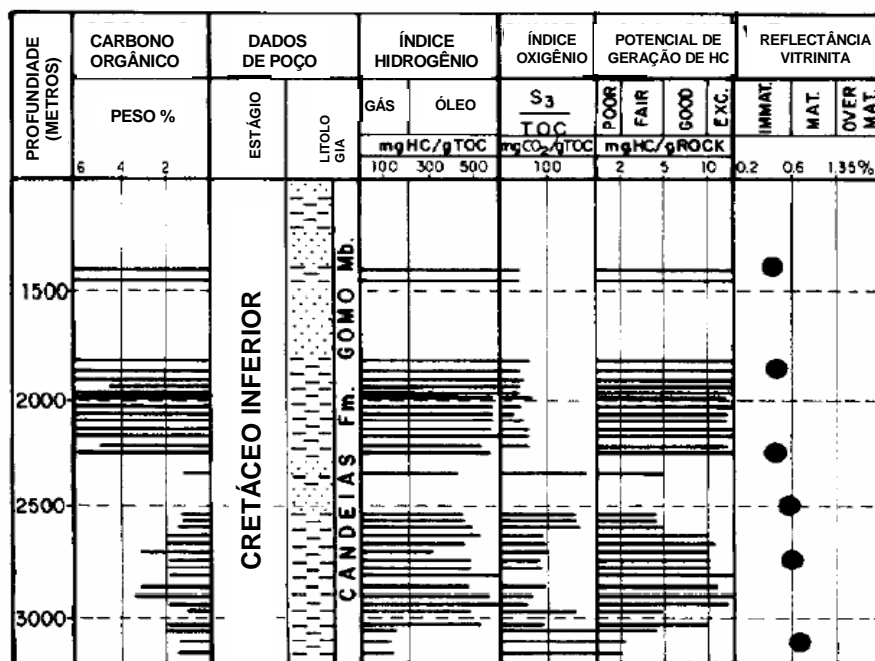 PROFUNDIADE
(METROS)
CARBONO
ORGÂNICO
PESO %
6 4 2
DADOS
DE POÇO
ESTÁGIO
LITOLO
GIA
ÍNDICE
HIDROGÊNIO
GÁS ÓLEO
mgHC/gTOC
100 300 500
ÍNDICE
OXIGÊNIO
S3
TOC
mgCO2/gTOC
100
POTENCIAL DE
GERAÇÃO DE HC
POOR
FAIR
GOOD
EXC.
mgHC/gROCK
2 5 10
REFLECTÂNCIA
VITRINITA
IMMAT.
MAT.
OVER
MAT.
0.2 0.6 1.35%
1500
2000
2500
3000
CRETÁCEO INFERIOR
CANDEIAS Fm. GOMO Mb.